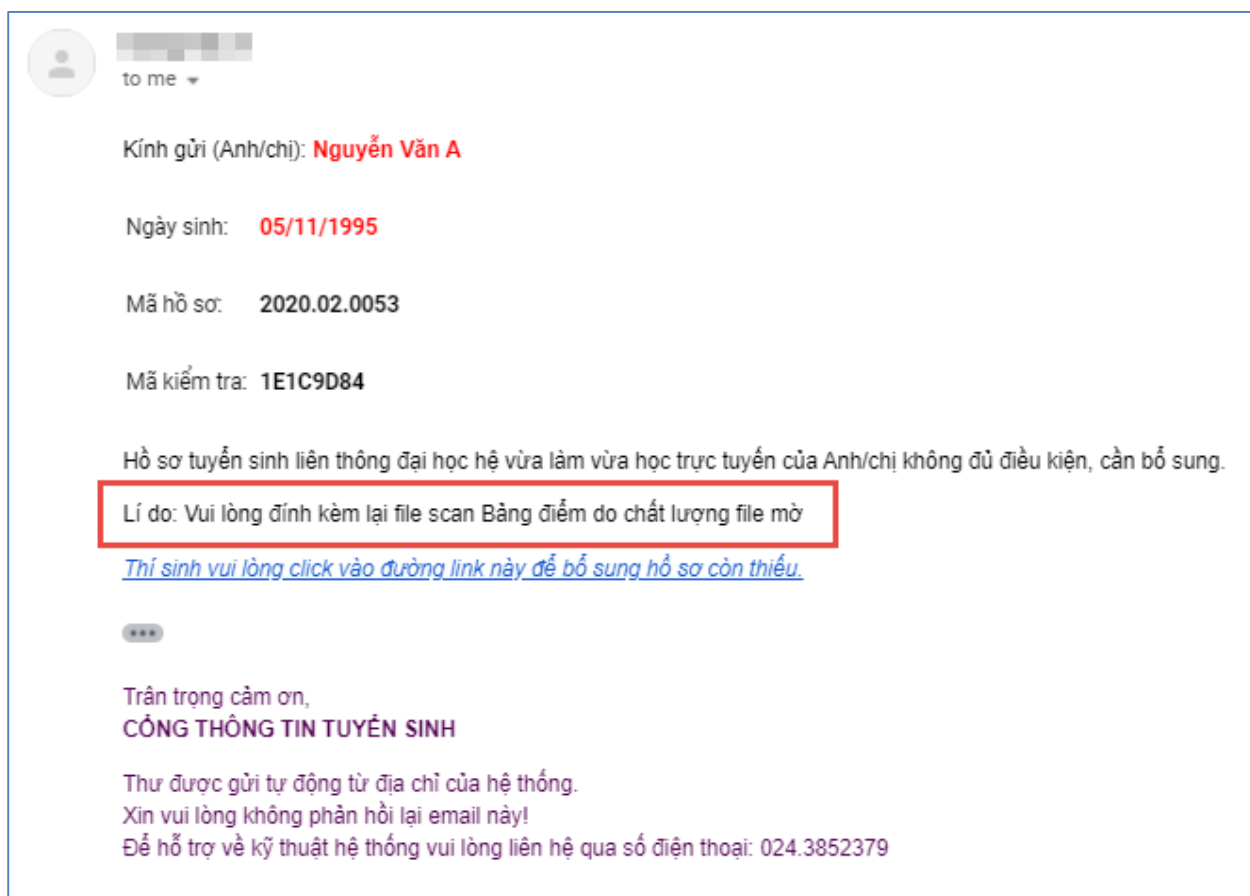 to me
Kính gửi (Anh/chị): Nguyễn Văn A
Ngày sinh: 05/11/1995
Mã hồ sơ: 2020.02.0053
Mã kiểm tra: 1E1C9D84
Hồ sơ tuyển sinh liên thông đại học hệ vừa làm vừa học trực tuyến của Anh/chị không đủ điều kiện, cần bổ sung.
Lí do: Vui lòng đính kèm lại file scan Bảng điểm do chất lượng file mờ
Thí sinh vui lòng click vào đường link này để bổ sung hồ sơ còn thiếu.
Trân trọng cảm ơn,
CỔNG THÔNG TIN TUYỂN SINH
Thư được gửi tự động từ địa chỉ của hệ thống.
Xin vui lòng không phản hồi lại email này!
Để hỗ trợ về kỹ thuật hệ thống vui lòng liên hệ qua số điện thoại: 024.3852379